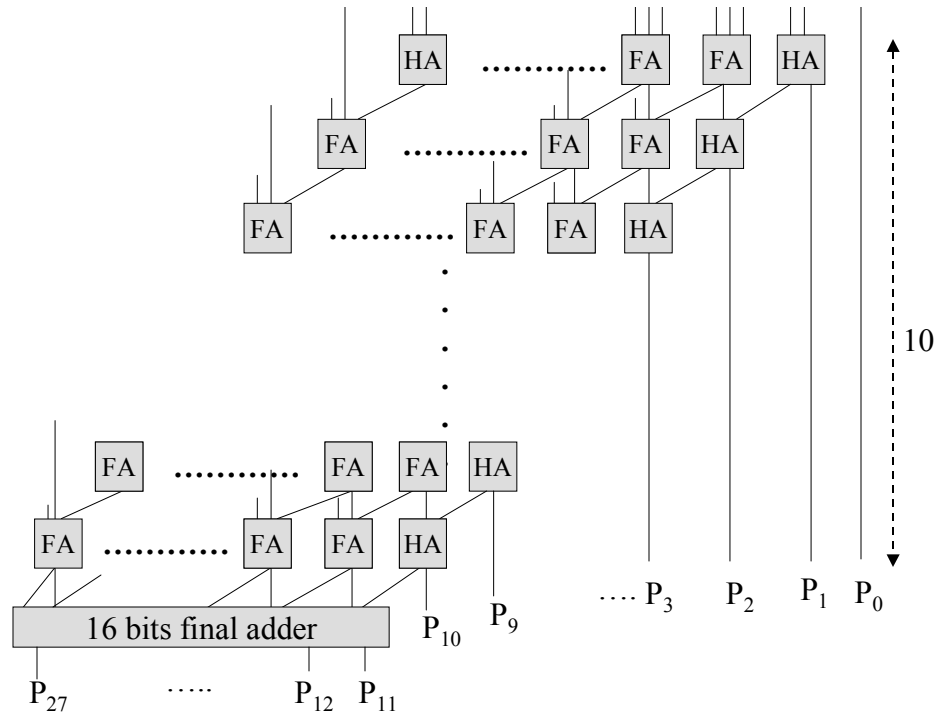 HA ............ FA FA HA
FA ............ FA FA HA
FA ............ FA FA HA
10
FA ............ FA FA HA
FA ............ FA FA HA
16 bits final adder
P27 ..... P12 P11 P10 P9 .... P3 P2 P1 P0